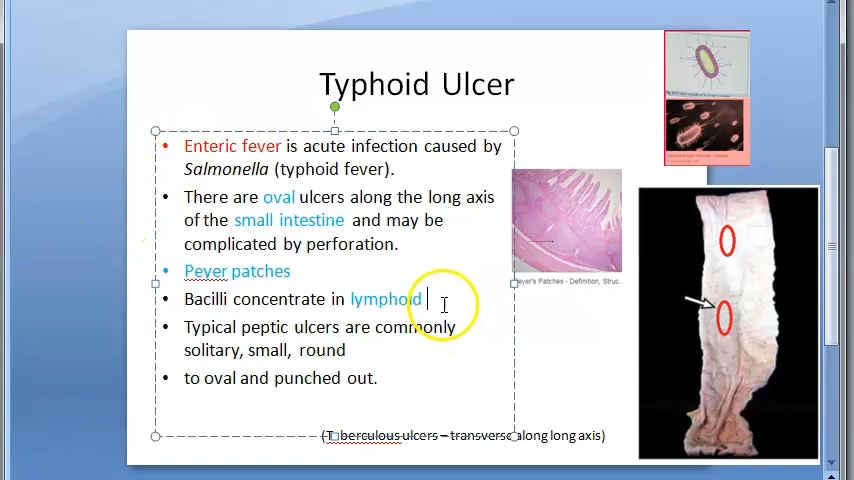 Typhoid Ulcer
Enteric fever is acute infection caused by
Salmonella (typhoid fever).
There are oval ulcers along the long axis
of the small intestine and may be
complicated by perforation.
Peyer patches
Bacilli concentrate in lymphoid
Typical peptic ulcers are commonly
solitary, small, round
to oval and punched out.
(Tuberculous ulcers – transverse along long axis)
eyer's Patches - Definition, Struc